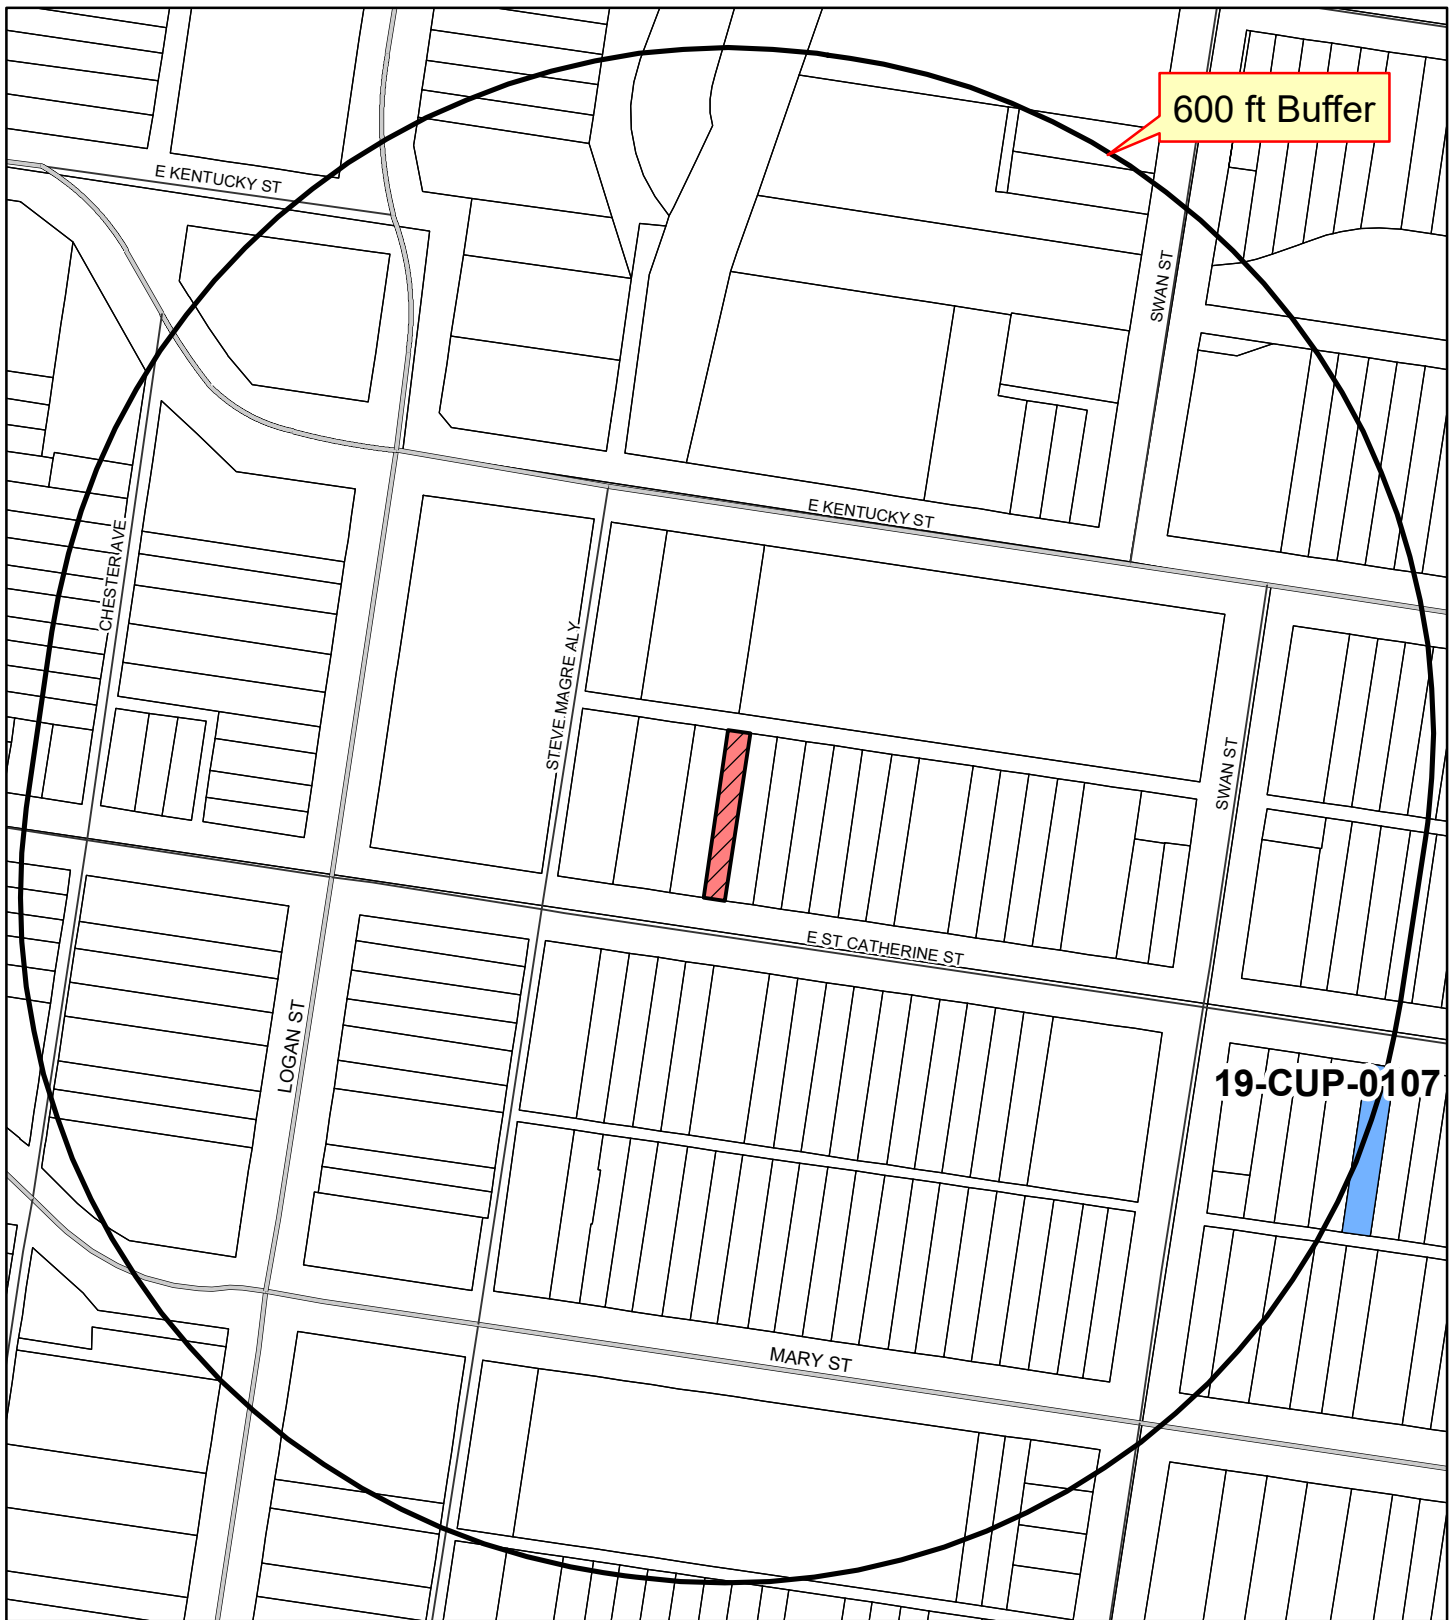 600 ft Buffer
E KENTUCKY ST
SWAN ST
E KENTUCKY ST
CHESTER AVE
STEVE MAGRE ALY
SWAN ST
E ST CATHERINE ST
LOGAN ST
19-CUP-0107
MARY ST